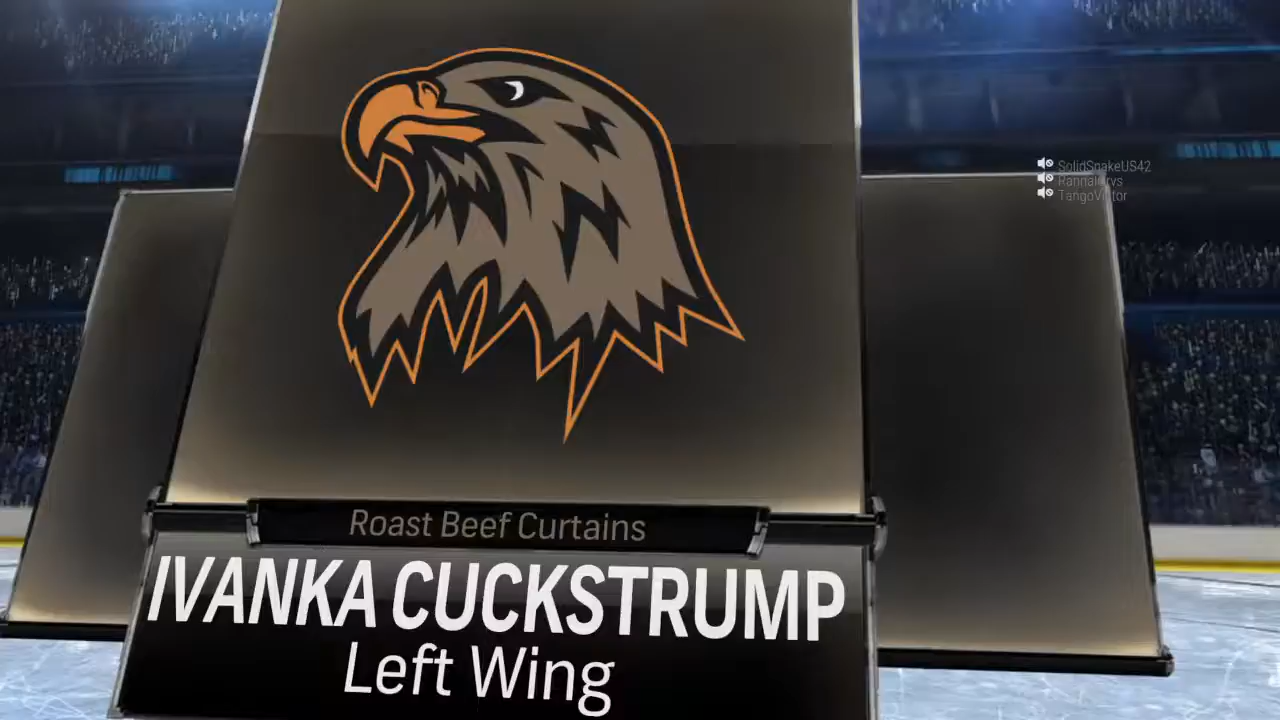 SolidSnakeUS42
TangoVictor
Roast Beef Curtains
IVANKA CUCKSTRUMP
Left Wing